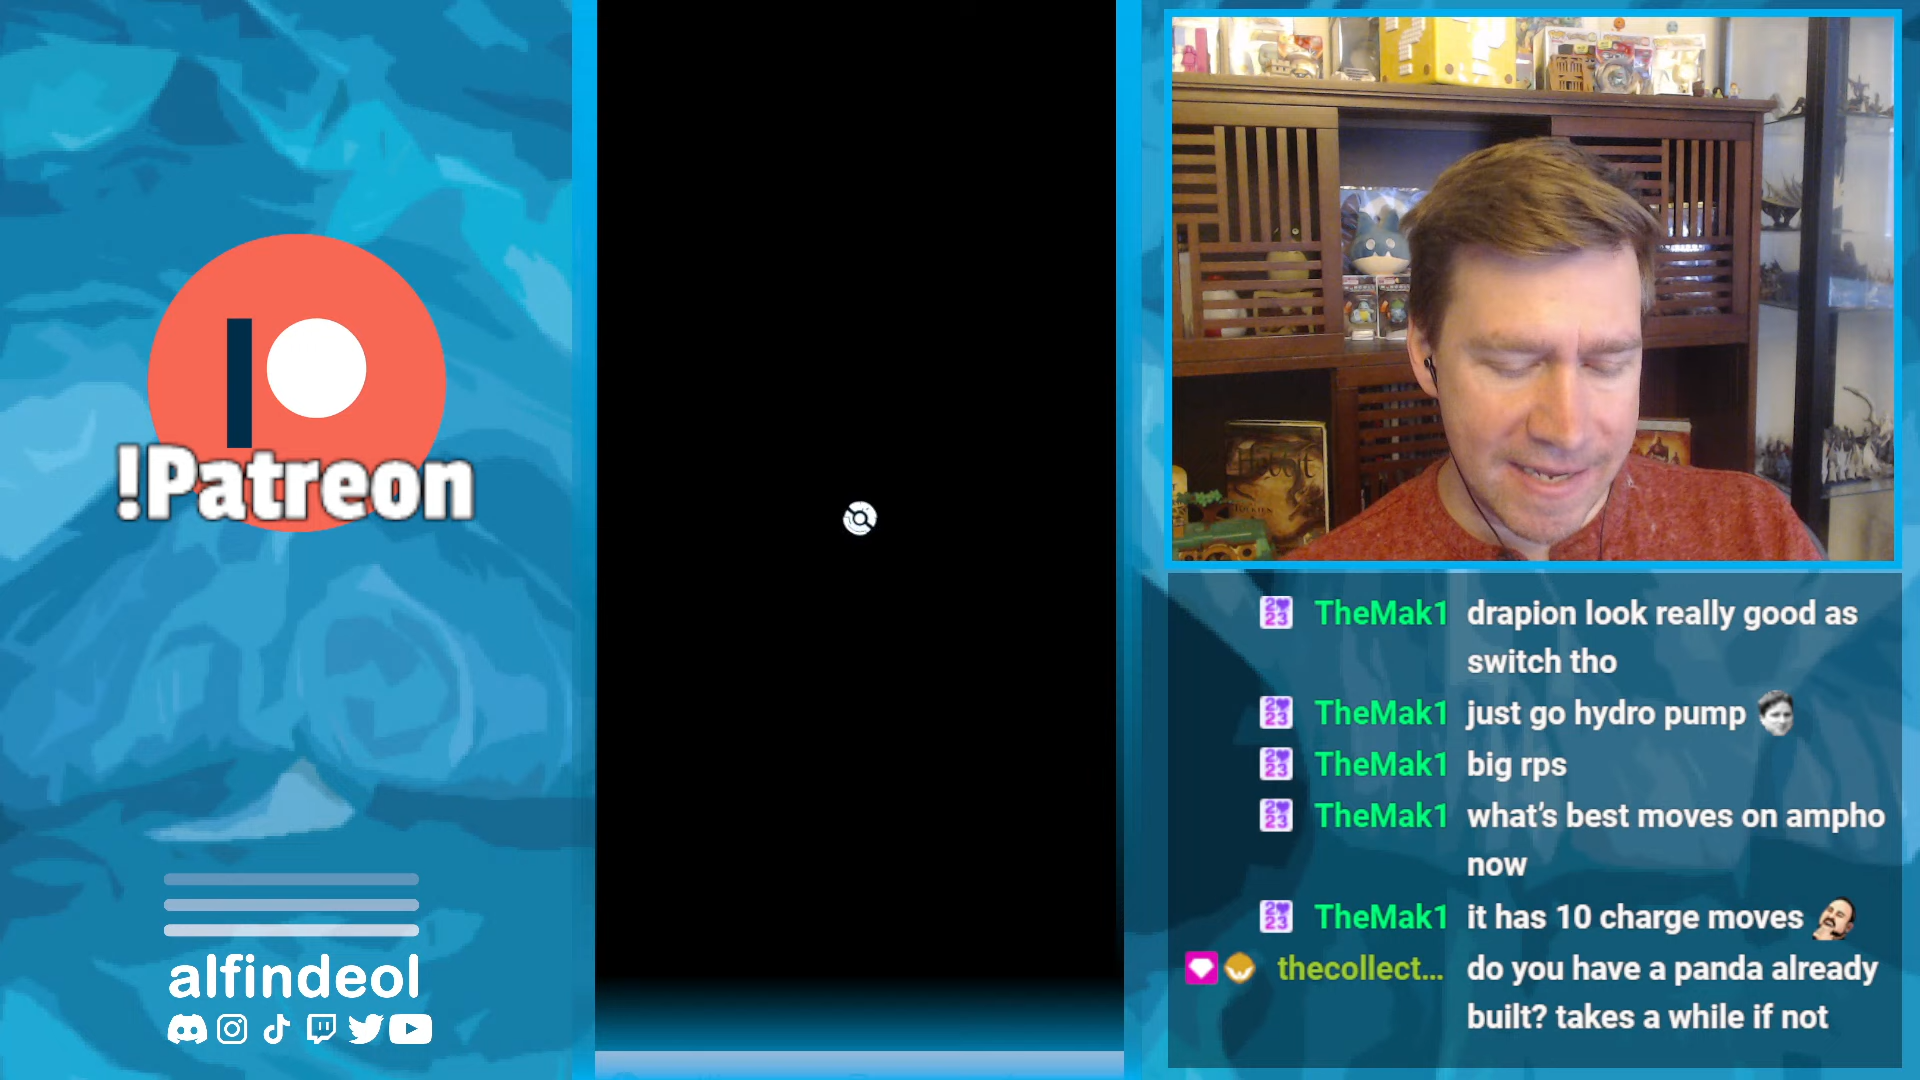 !Patreon
alfindeol
TheMak1 drapion look really good as
switch tho
TheMak1 just go hydro pump
TheMak1 big rps
TheMak1 what's best moves on ampho
now
TheMak1 it has 10 charge moves
thecollect... do you have a panda already
built? takes a while if not